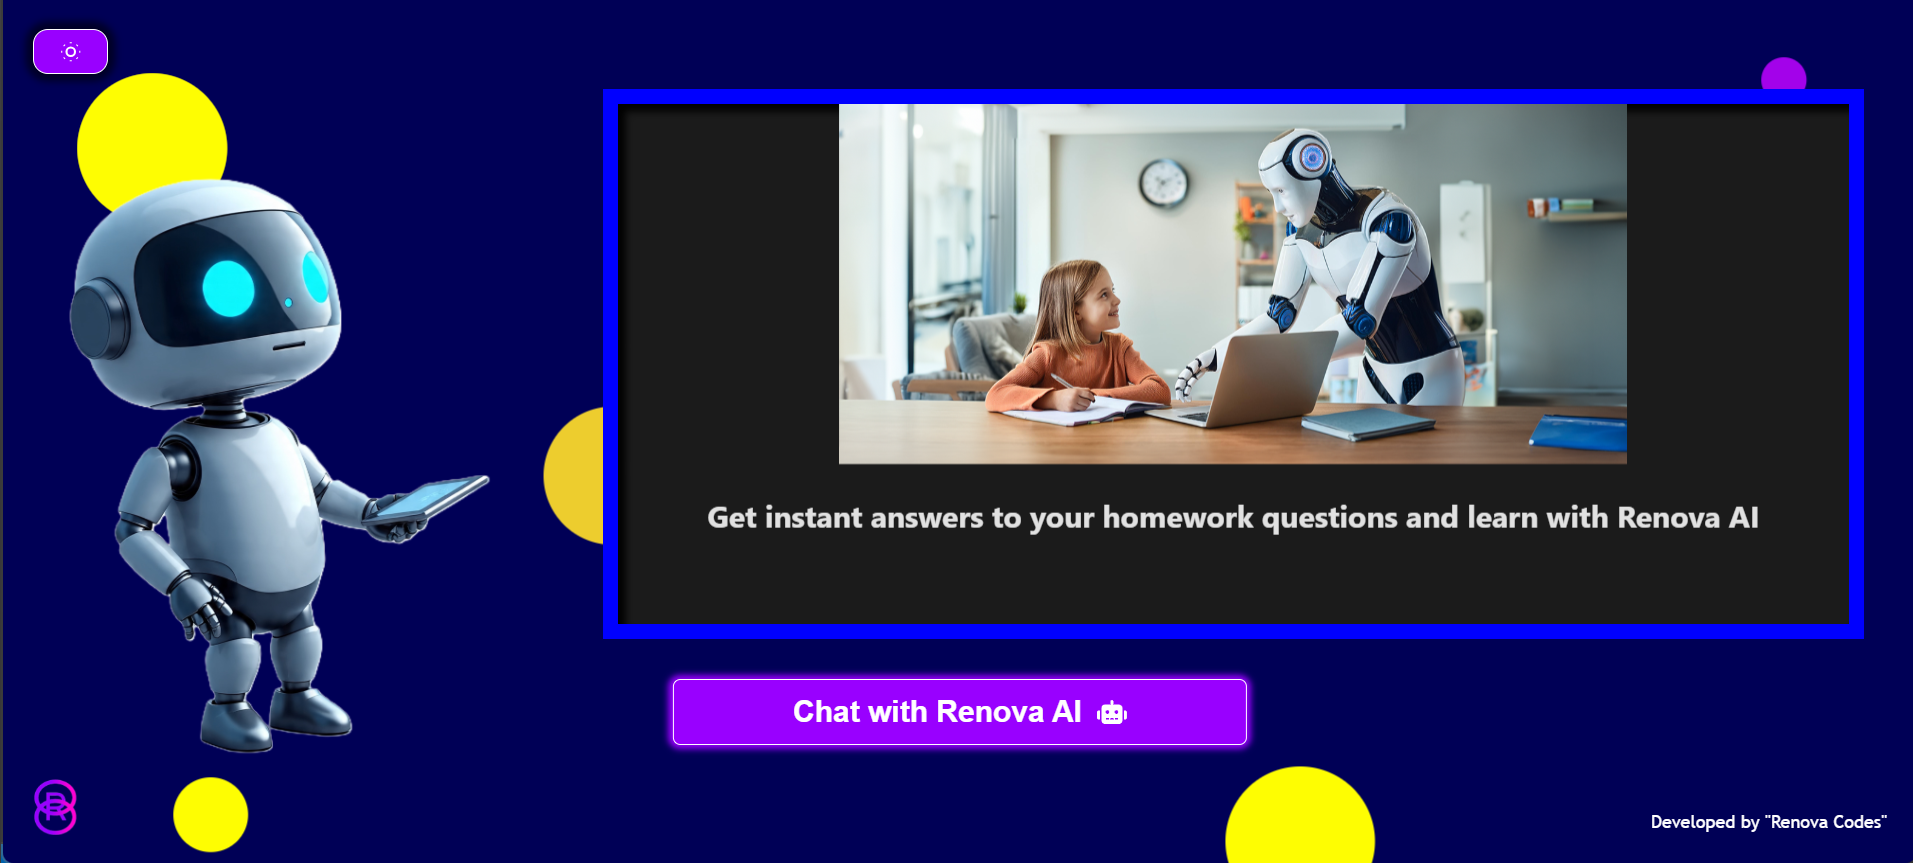 Get instant answers to your homework questions and learn with Renova AI
Chat with Renova AI
R
Developed by "Renova Codes"